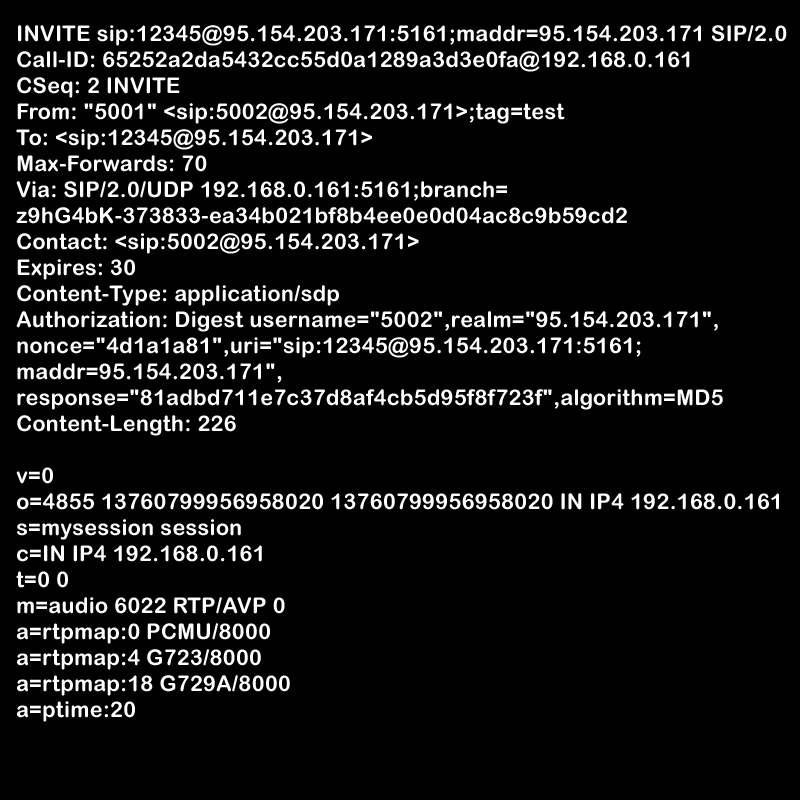 INVITE sip:12345@95.154.203.171:5161;maddr=95.154.203.171 SIP/2.0
Call-ID: 65252a2da5432cc55d0a1289a3d3e0fa@192.168.0.161
CSeq: 2 INVITE
From: "5001" <sip:5002@95.154.203.171>;tag=test
To: <sip:12345@95.154.203.171>
Max-Forwards: 70
Via: SIP/2.0/UDP 192.168.0.161:5161;branch=
z9hG4bK-373833-ea34b021bf8b4ee0e0d04ac8c9b59cd2
Contact: <sip:5002@95.154.203.171>
Expires: 30
Content-Type: application/sdp
Authorization: Digest username="5002",realm="95.154.203.171",
nonce="4d1a1a81",uri="sip:12345@95.154.203.171:5161;
maddr=95.154.203.171",
response="81adbd711e7c37d8af4cb5d95f8f723f",algorithm=MD5
Content-Length: 226

v=0
o=4855 13760799956958020 13760799956958020 IN IP4 192.168.0.161
s=mysession session
c=IN IP4 192.168.0.161
t=0 0
m=audio 6022 RTP/AVP 0
a=rtpmap:0 PCMU/8000
a=rtpmap:4 G723/8000
a=rtpmap:18 G729A/8000
a=ptime:20